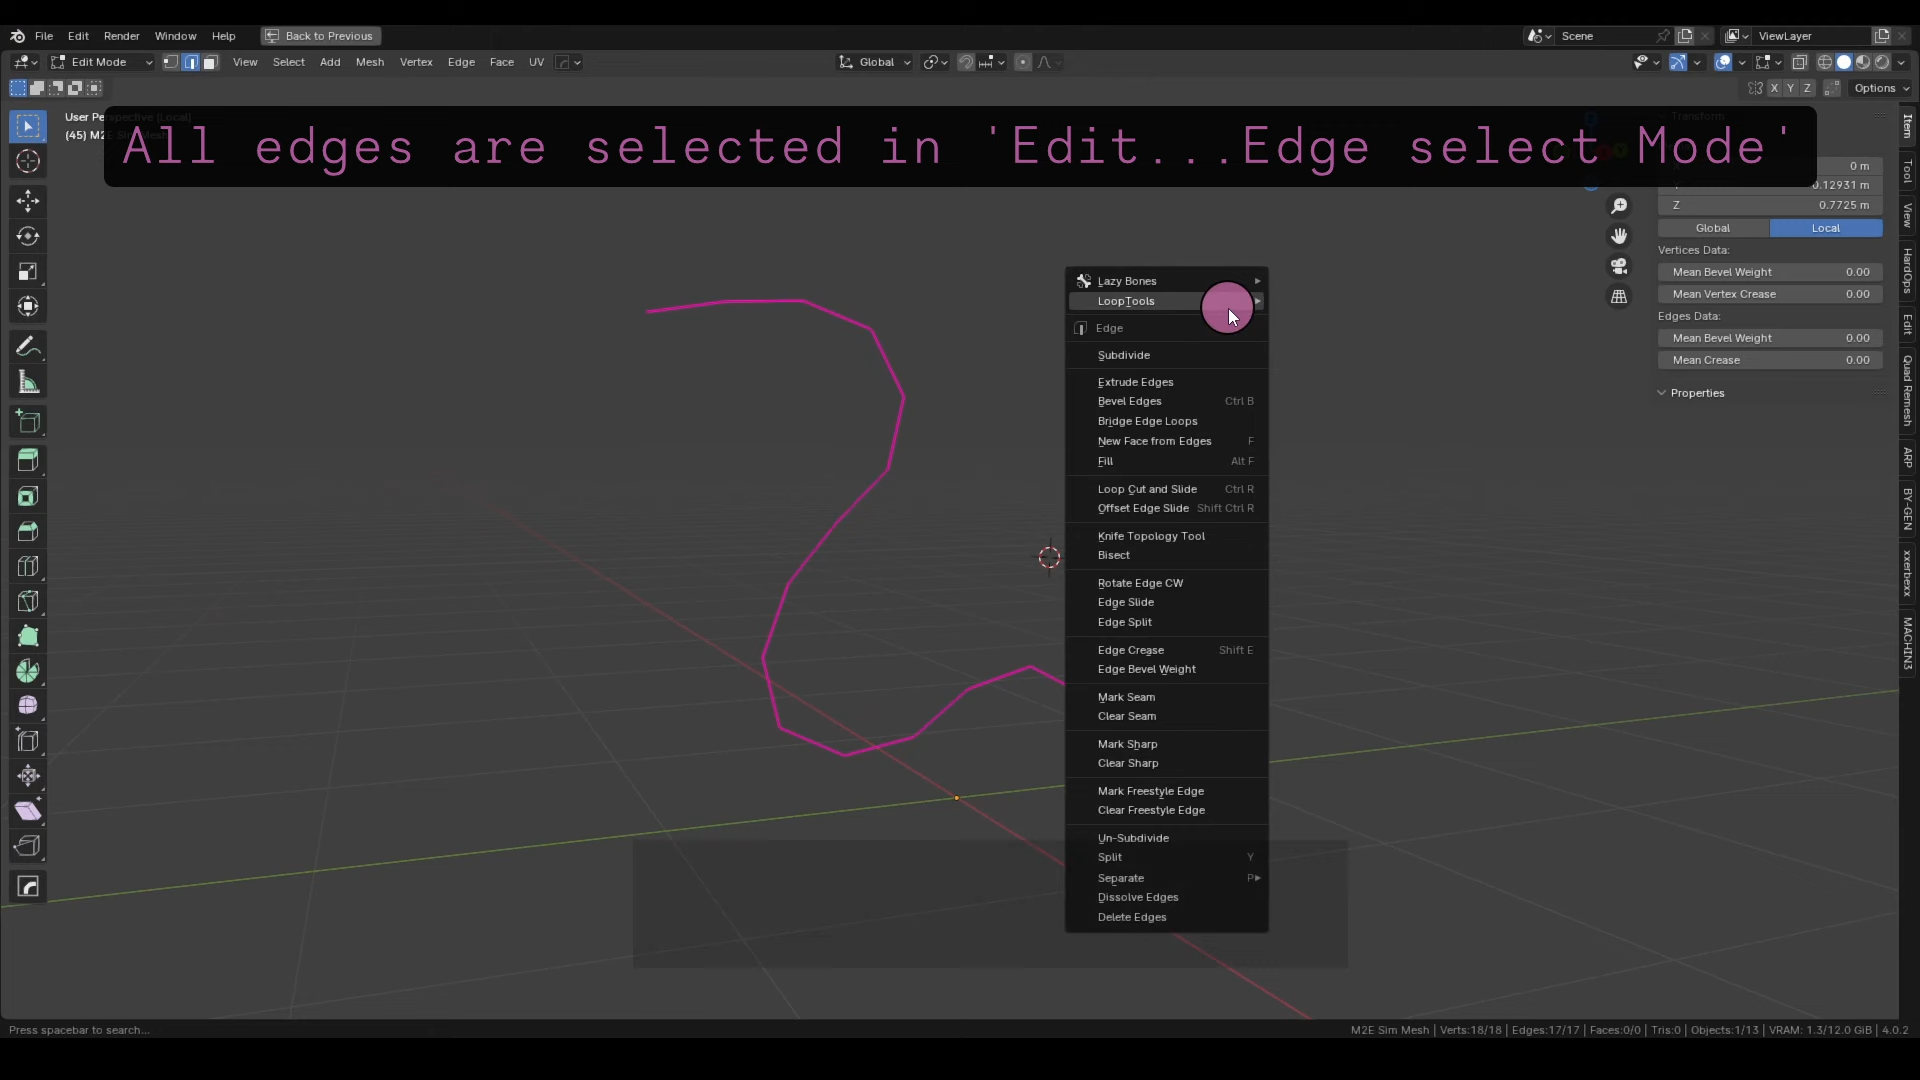 File Edit Render Window Help Back to Previous Scene ViewLayer
Edit Mode View Select Add Mesh Vertex Edge Face UV Global
X Y Z Options
User Perspective (Local)
(45) M2E Sim Mesh
All edges are selected in 'Edit...Edge select Mode'
Transform
0 m
0.12931 m
Z 0.7725 m
Global Local
Vertices Data:
Mean Bevel Weight 0.00
Mean Vertex Crease 0.00
Edges Data:
Mean Bevel Weight 0.00
Mean Crease 0.00
Properties
Item
Tool
View
HardOps
Edit
Quad Remesh
ARP
BY-GEN
xxerbexx
MACHIN3
Lazy Bones
LoopTools
Edge
Subdivide
Extrude Edges
Bevel Edges Ctrl B
Bridge Edge Loops
New Face from Edges F
Fill Alt F
Loop Cut and Slide Ctrl R
Offset Edge Slide Shift Ctrl R
Knife Topology Tool
Bisect
Rotate Edge CW
Edge Slide
Edge Split
Edge Crease Shift E
Edge Bevel Weight
Mark Seam
Clear Seam
Mark Sharp
Clear Sharp
Mark Freestyle Edge
Clear Freestyle Edge
Un-Subdivide
Split Y
Separate P
Dissolve Edges
Delete Edges
Press spacebar to search...
M2E Sim Mesh | Verts:18/18 | Edges:17/17 | Faces:0/0 | Tris:0 | Objects:1/13 | VRAM: 1.3/12.0 GiB | 4.0.2